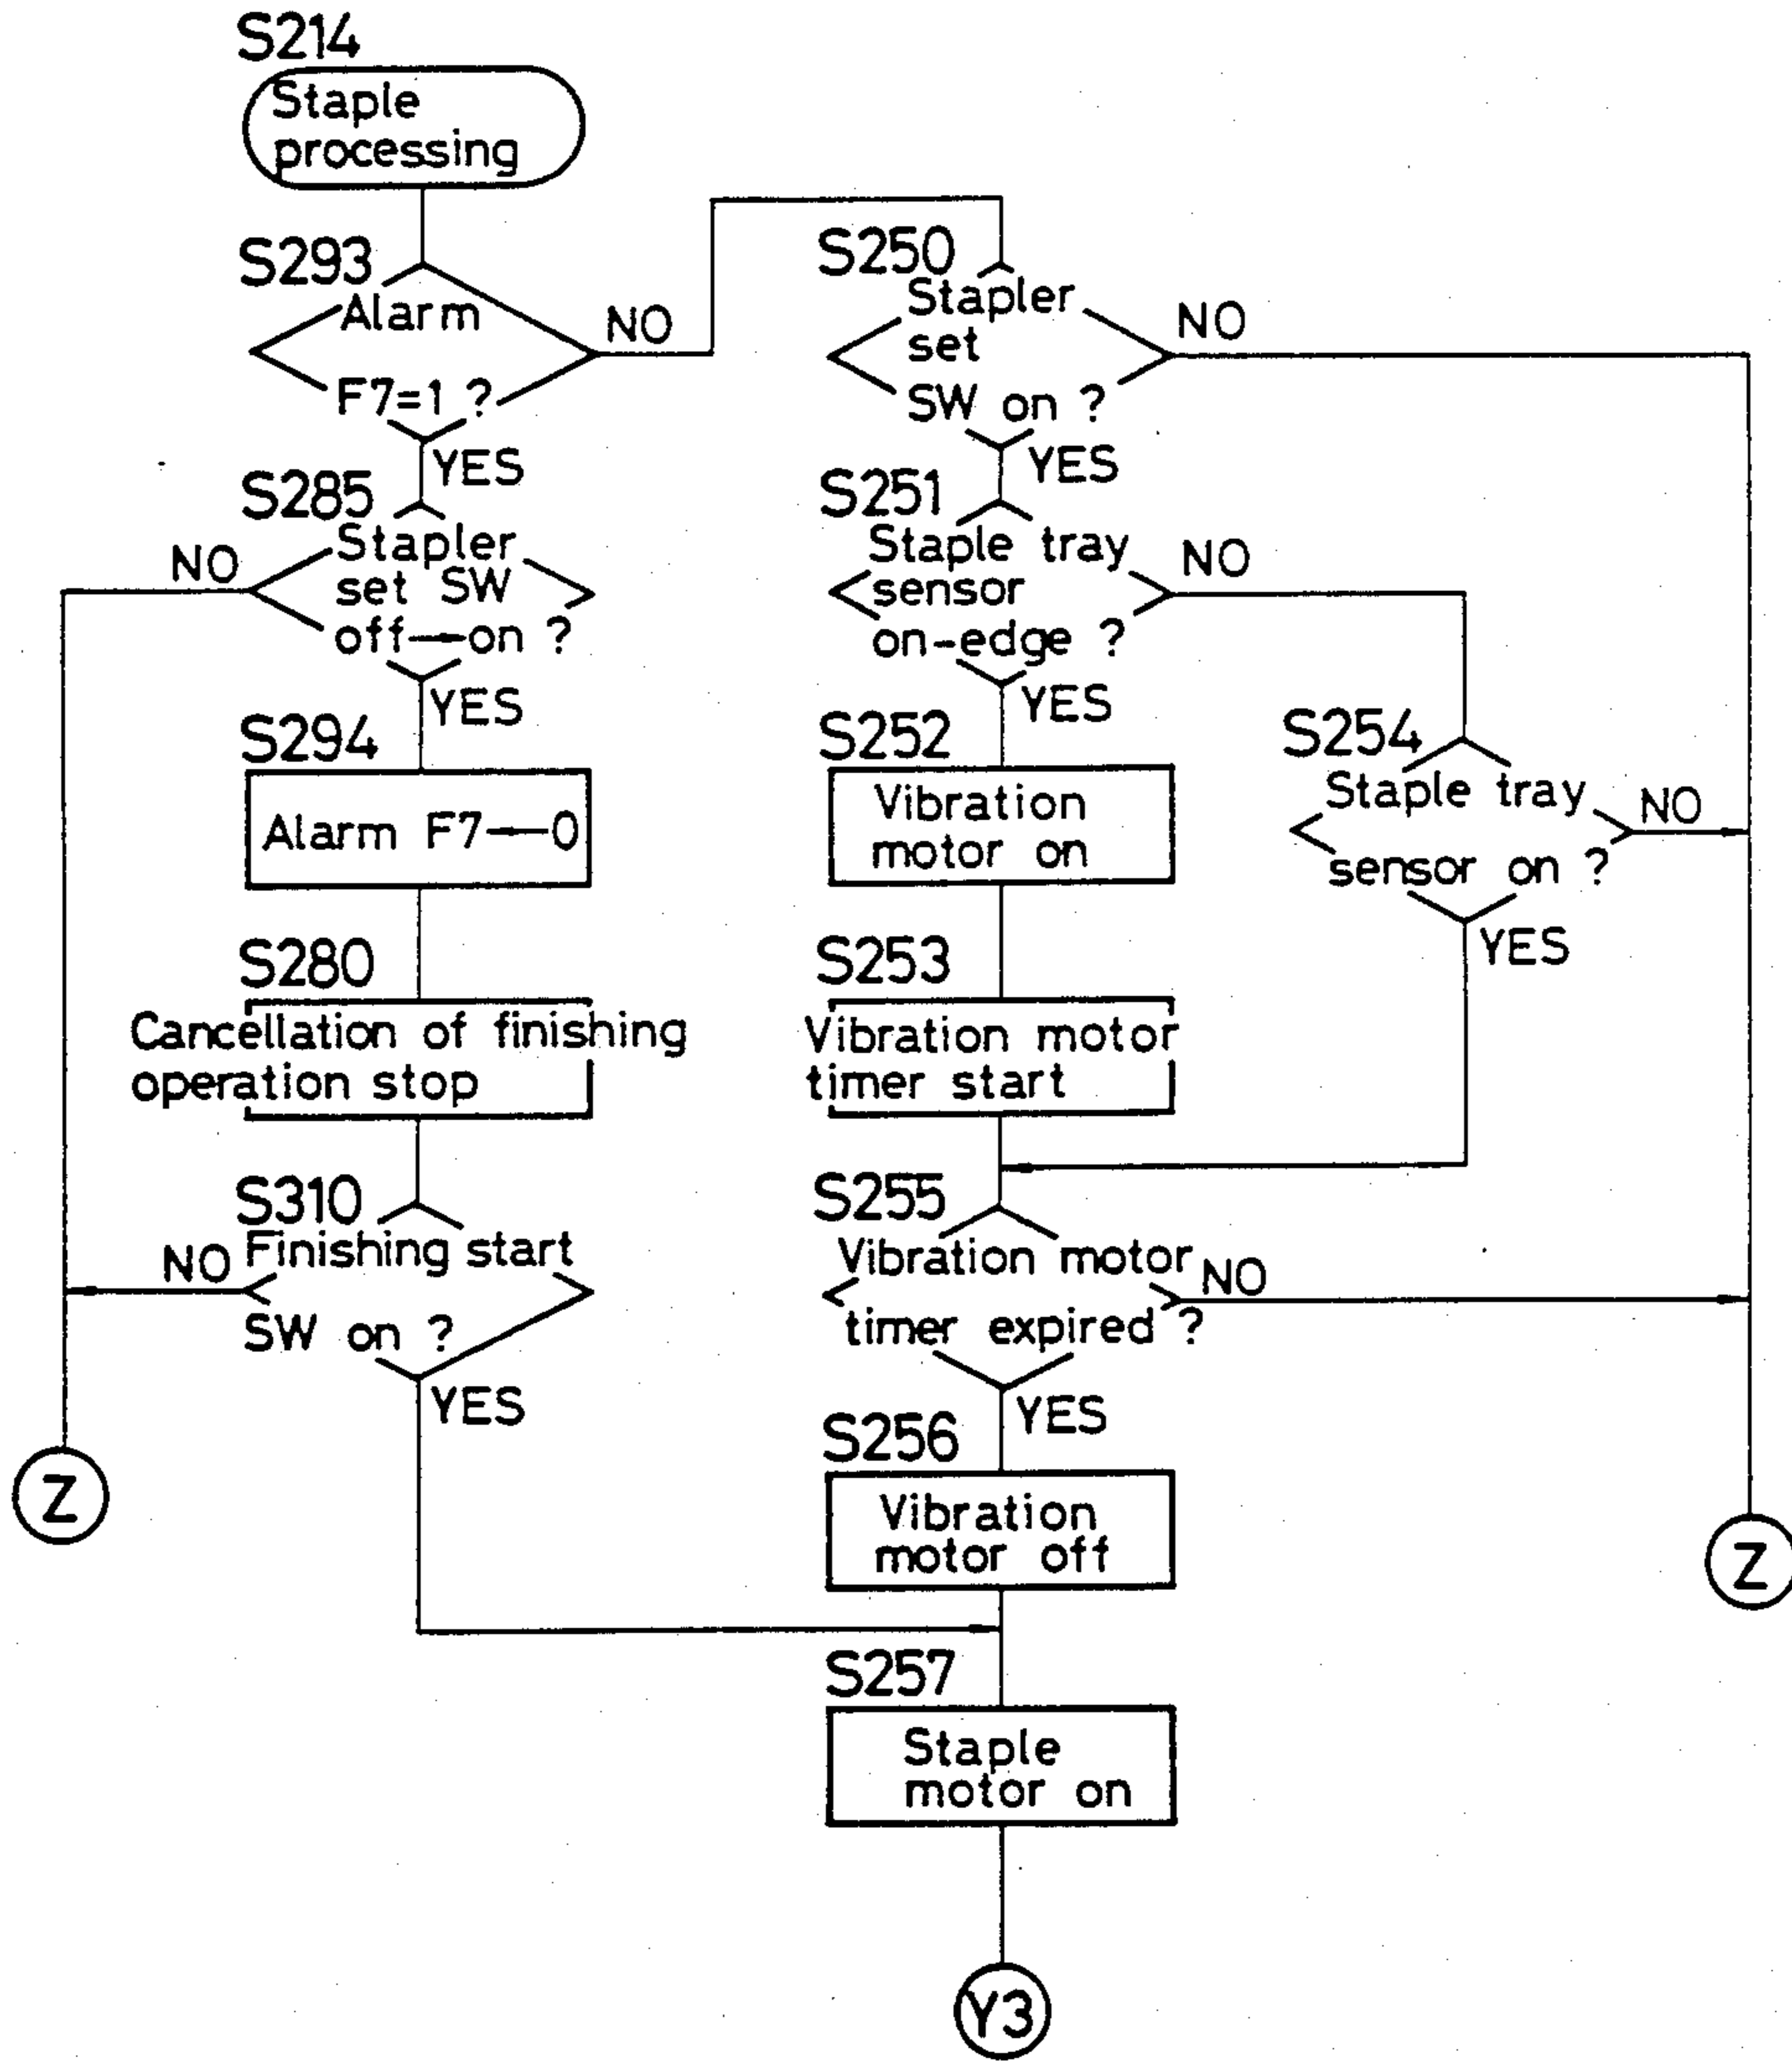 S214
Staple
processing
S293
Alarm
F7=1 ?
NO
YES
S285
Stapler
set SW
off→on ?
NO
YES
S294
Alarm F7←0
S280
Cancellation of finishing
operation stop
S310
Finishing start
SW on ?
NO
YES
Z
S250
Stapler
set
SW on ?
NO
YES
S251
Staple tray
sensor
on-edge ?
NO
YES
S252
Vibration
motor on
S253
Vibration motor
timer start
S254
Staple tray
sensor on ?
NO
YES
S255
Vibration motor
timer expired ?
NO
YES
S256
Vibration
motor off
Z
S257
Staple
motor on
Y3